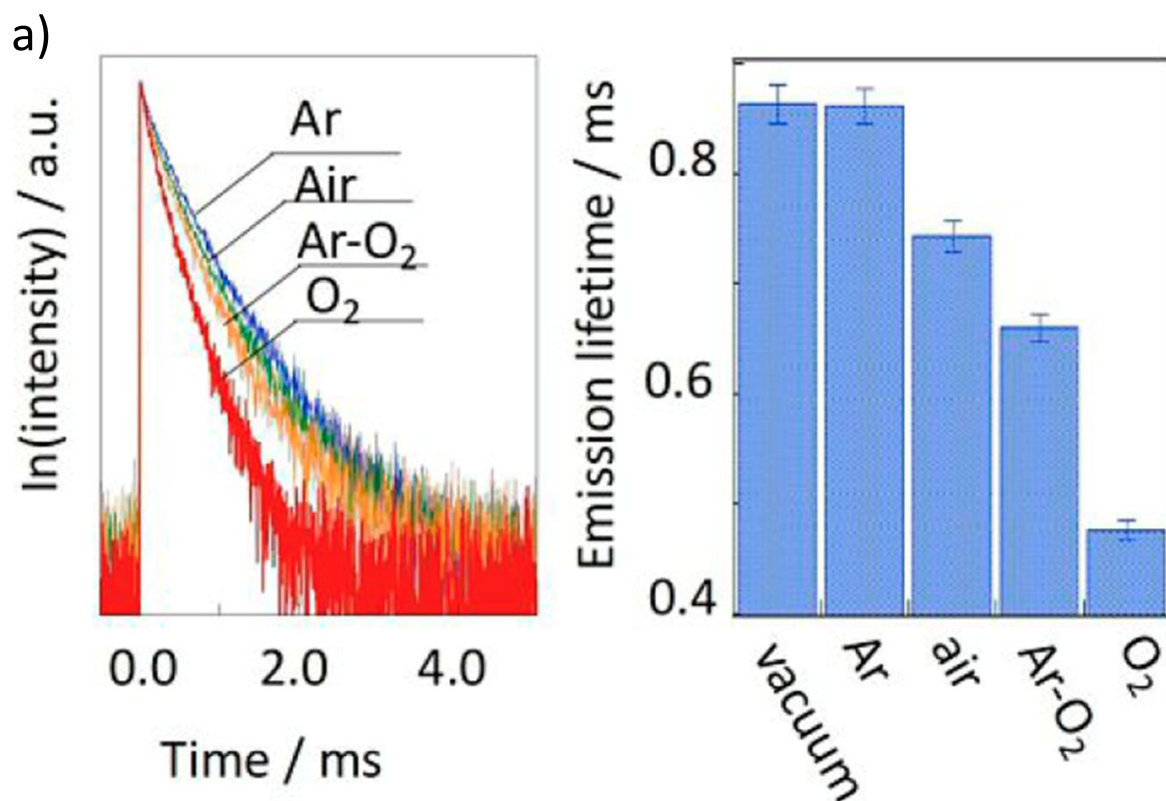 a)
ln(intensity) / a.u.
Ar
Air
Ar-O₂
O₂
0.0 2.0 4.0
Time / ms
Emission lifetime / ms
0.8
0.6
0.4
vacuum
Ar
air
Ar-O₂
O₂